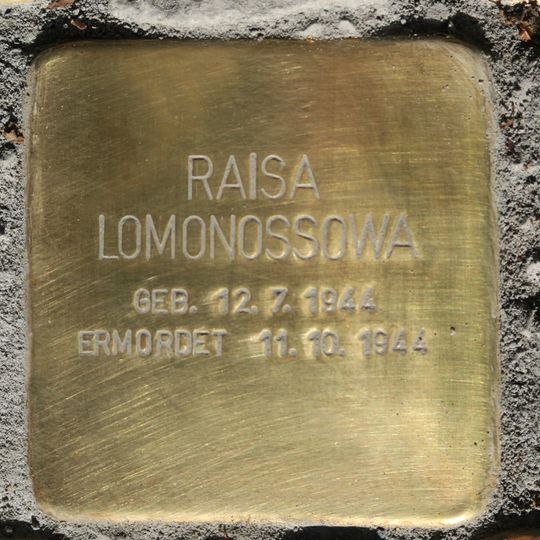 RAISA
LOMONOSSOWA
GEB. 12.7.1944
ERMORDET 11.10.1944